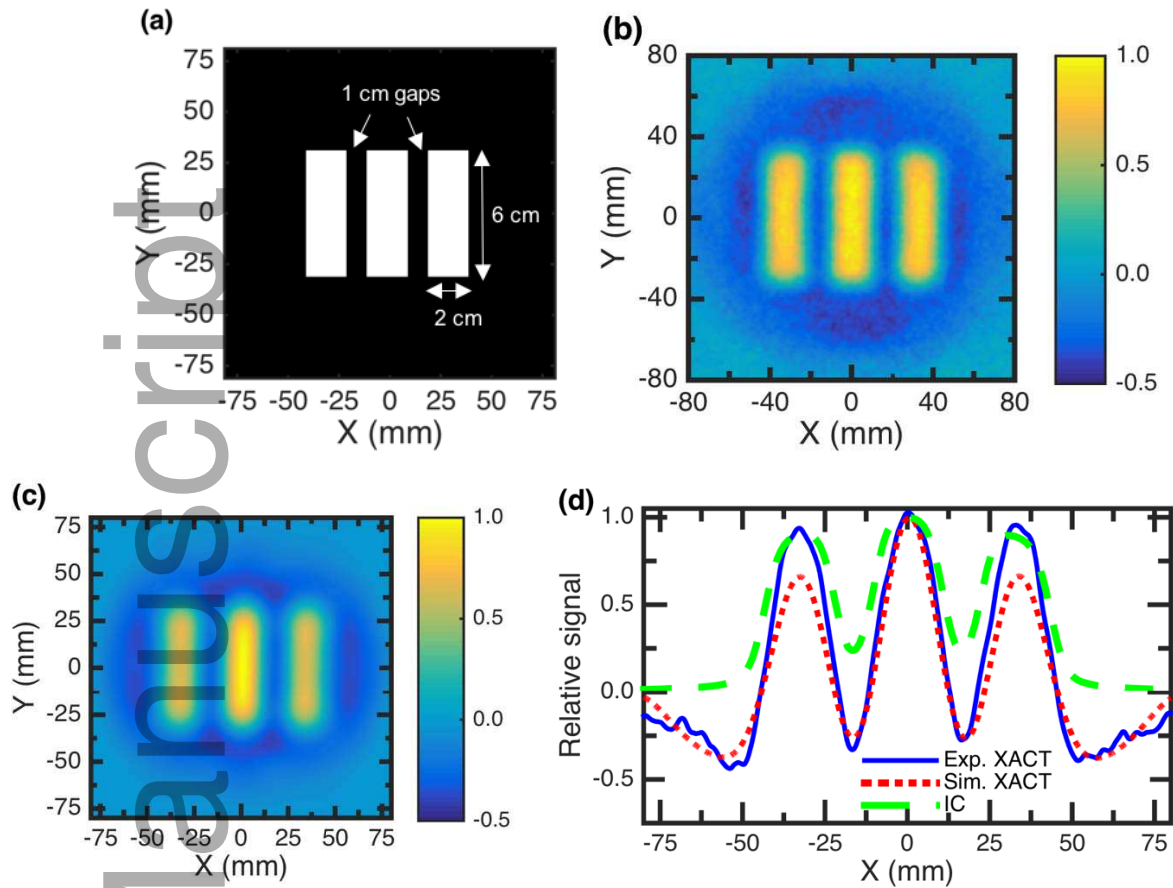 (a)
75
50
25
0
-25
-50
-75
Y (mm)
1 cm gaps
6 cm
2 cm
-75 -50 -25 0 25 50 75
X (mm)
(b)
80
40
0
-40
-80
Y (mm)
-80 -40 0 40 80
X (mm)
1.0
0.5
0.0
-0.5
(c)
75
50
25
0
-25
-50
-75
Y (mm)
-75 -50 -25 0 25 50 75
X (mm)
1.0
0.5
0.0
-0.5
(d)
1.0
0.5
0.0
-0.5
Relative signal
Exp. XACT
Sim. XACT
IC
-75 -50 -25 0 25 50 75
X (mm)
anuscript